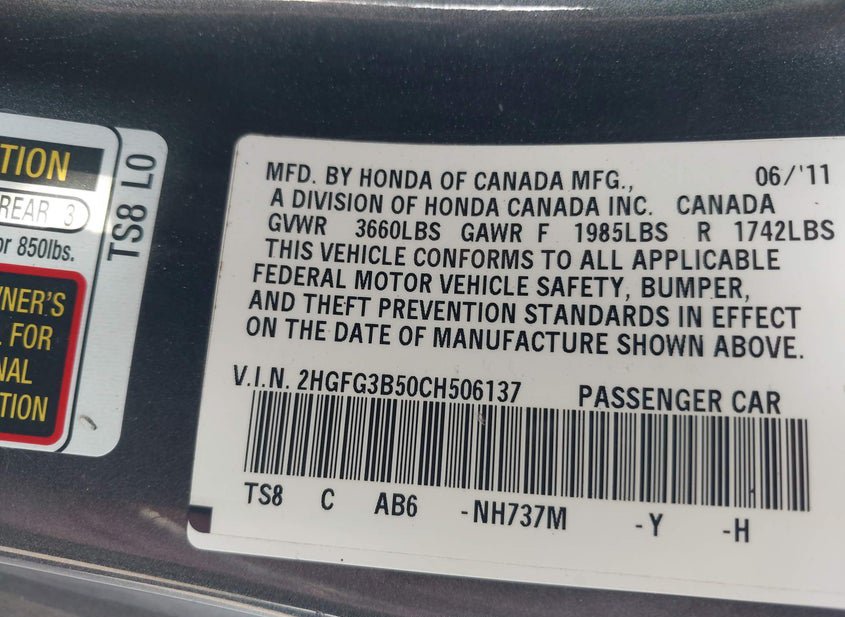 TION
REAR 3
or 850lbs.
NER'S
FOR
NAL
TION
TS8 L0
MFD. BY HONDA OF CANADA MFG., 06/'11
A DIVISION OF HONDA CANADA INC. CANADA
GVWR 3660LBS GAWR F 1985LBS R 1742LBS
THIS VEHICLE CONFORMS TO ALL APPLICABLE
FEDERAL MOTOR VEHICLE SAFETY, BUMPER,
AND THEFT PREVENTION STANDARDS IN EFFECT
ON THE DATE OF MANUFACTURE SHOWN ABOVE.
V.I.N. 2HGFG3B50CH506137 PASSENGER CAR
TS8 C AB6 -NH737M -Y -H